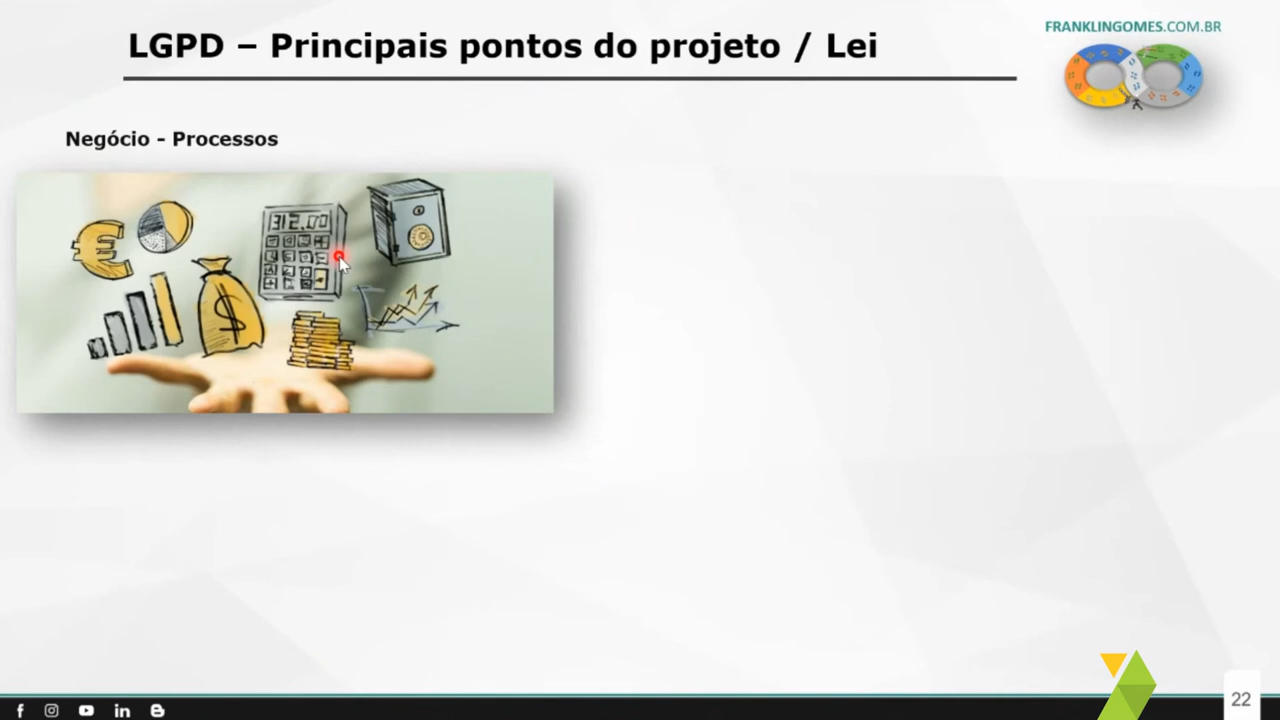 LGPD – Principais pontos do projeto / Lei
FRANKLINGOMES.COM.BR
Negócio - Processos
€
312.00
$
22